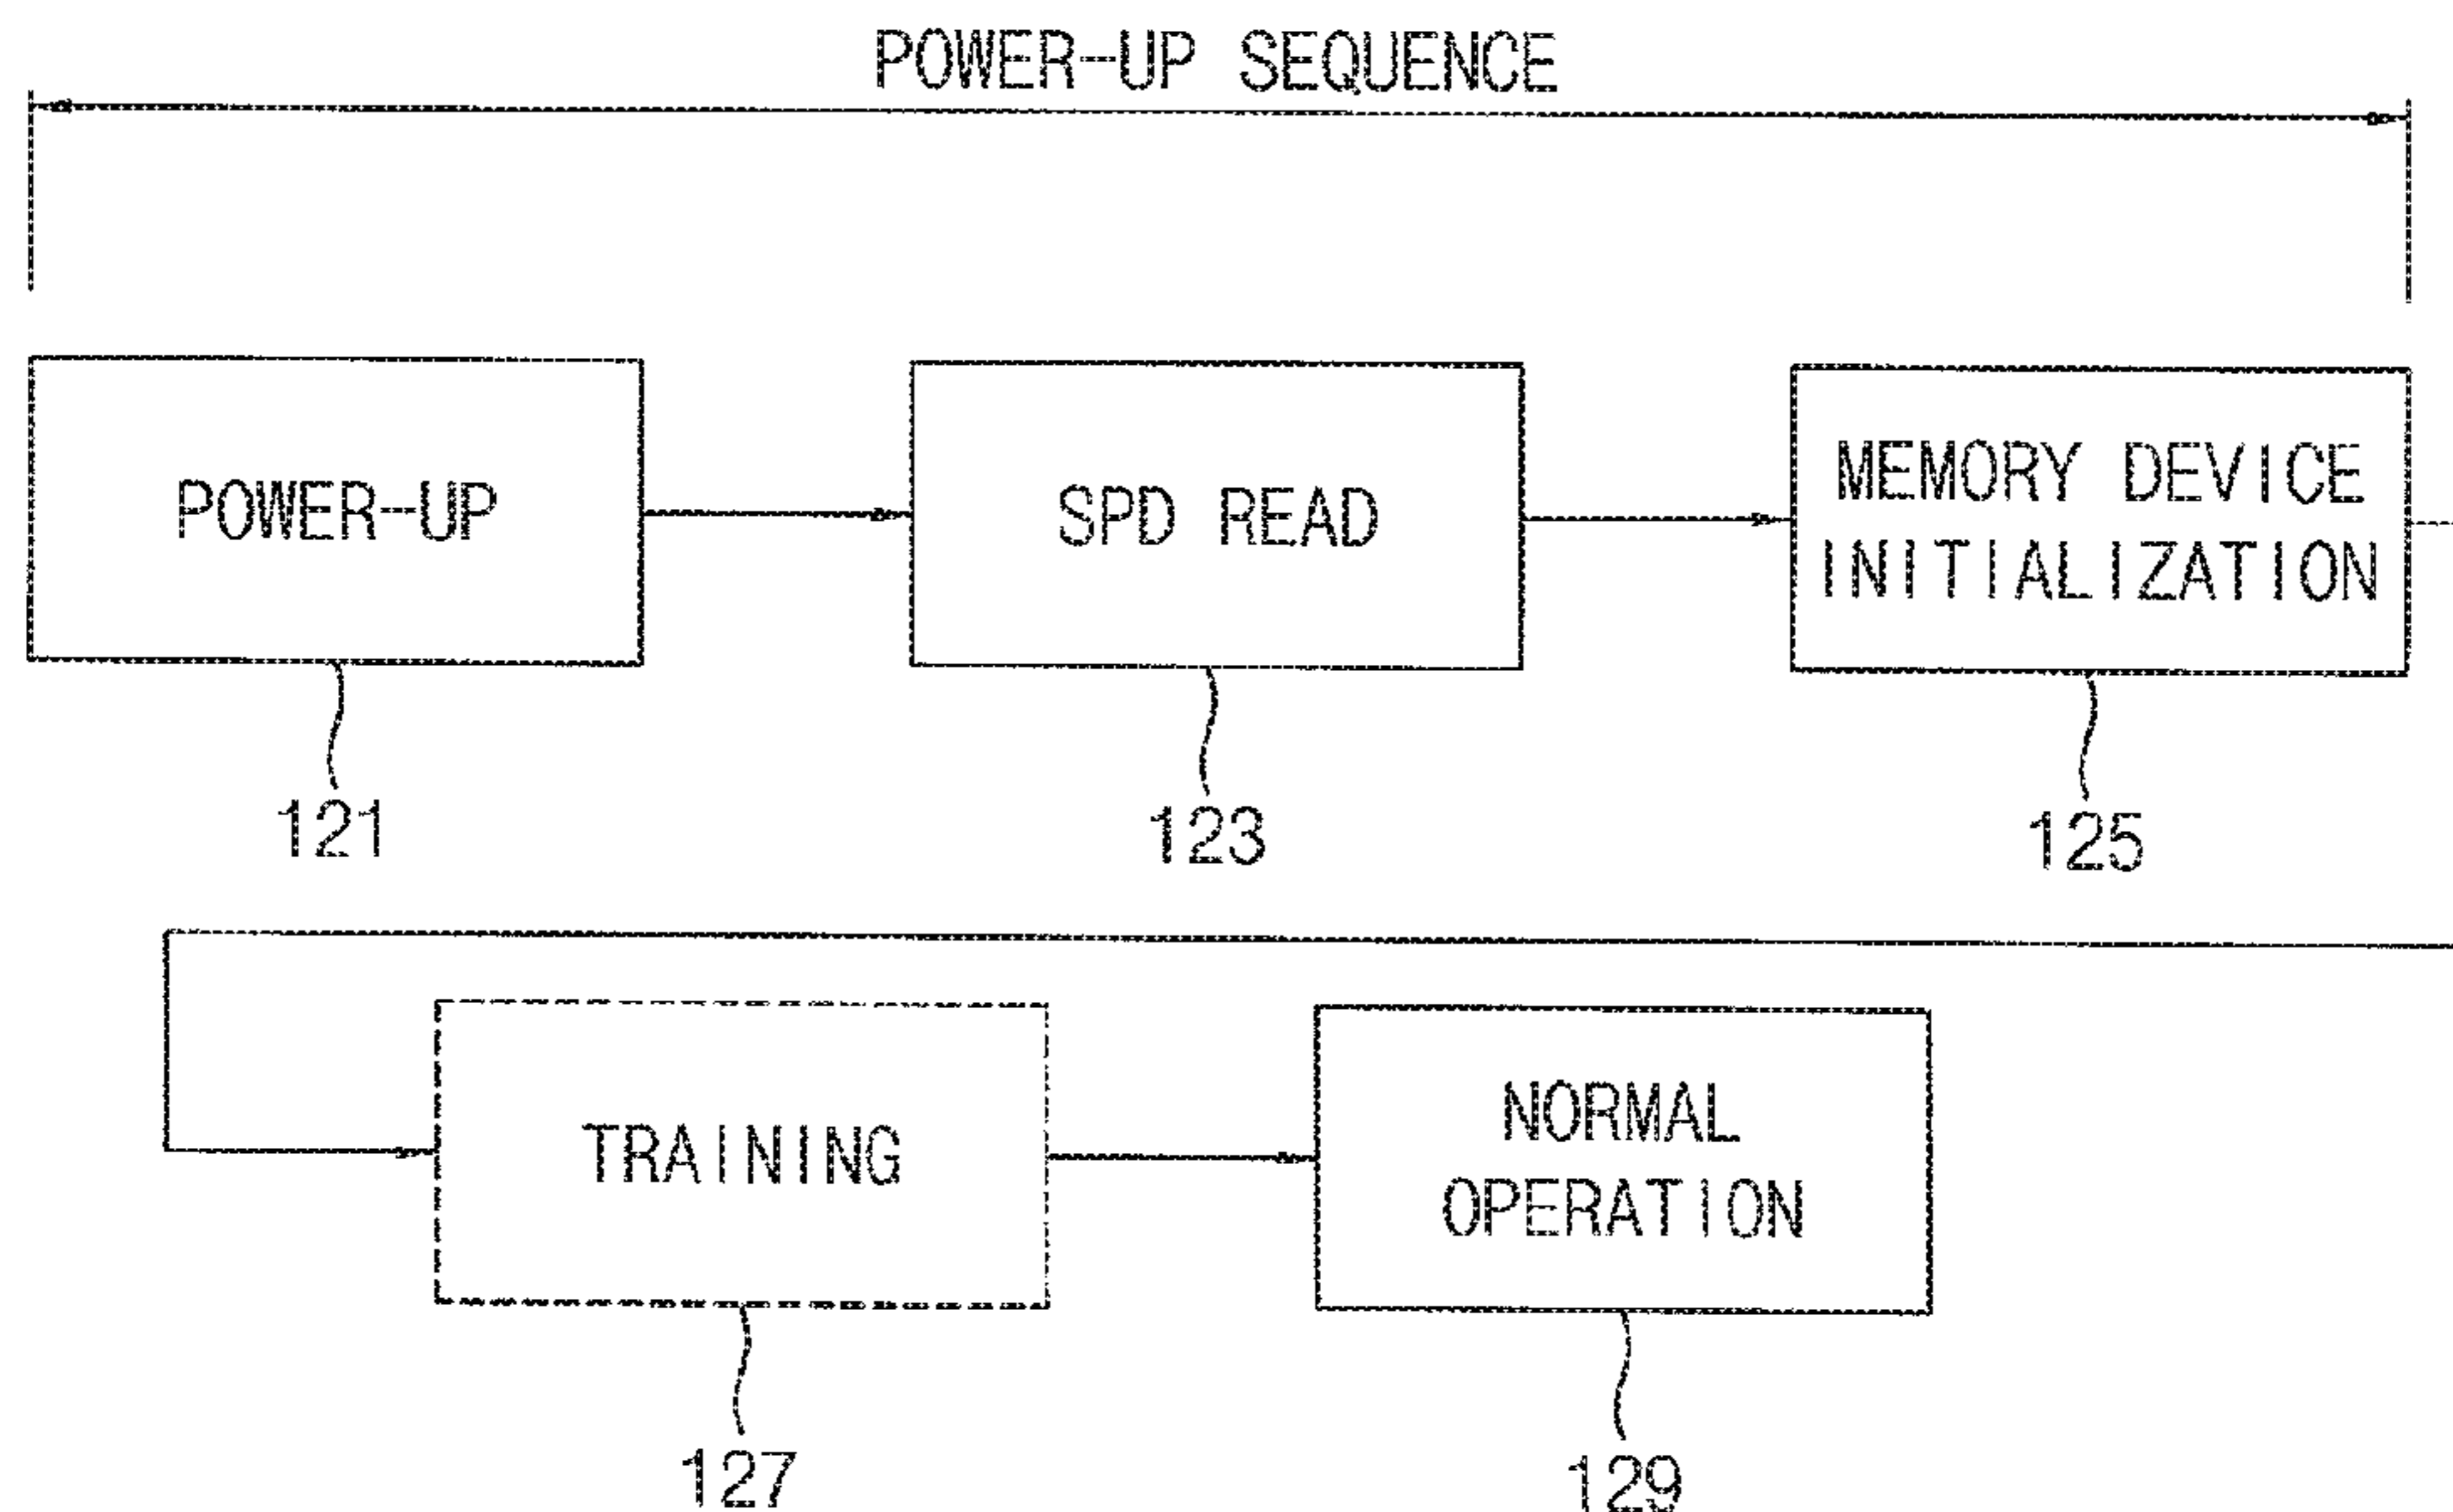 POWER-UP SEQUENCE
POWER-UP
SPD READ
MEMORY DEVICE
INITIALIZATION
121
123
125
TRAINING
NORMAL
OPERATION
127
129